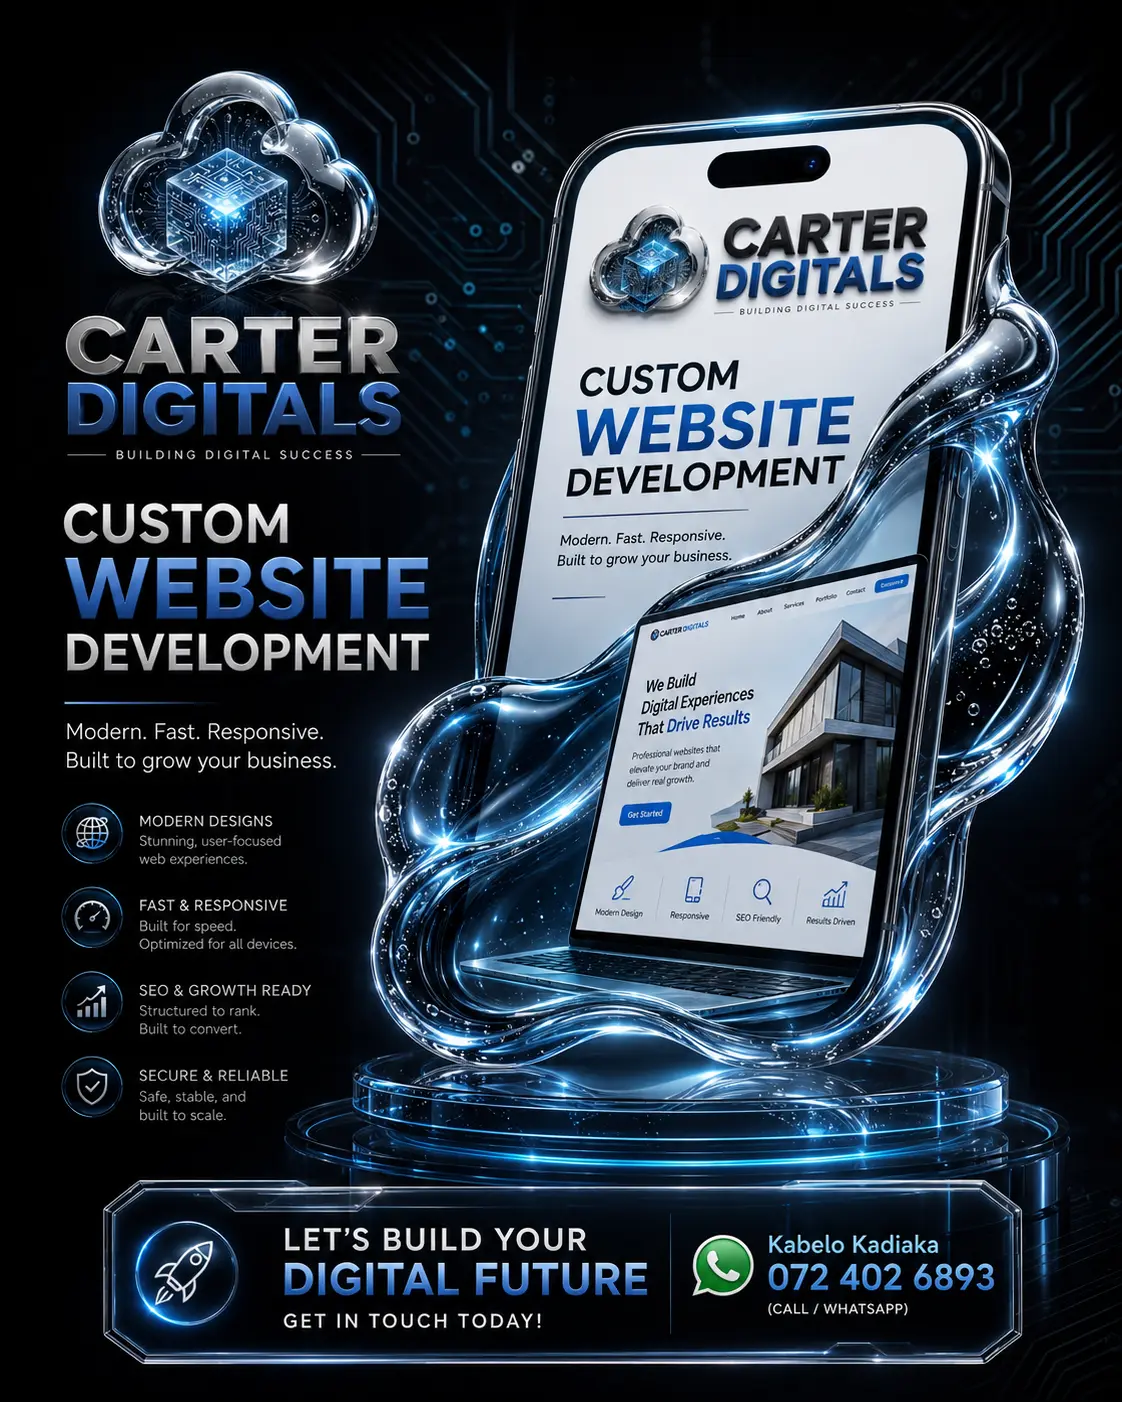 CARTER
DIGITALS
BUILDING DIGITAL SUCCESS
CUSTOM
WEBSITE
DEVELOPMENT
Modern. Fast. Responsive.
Built to grow your business.
MODERN DESIGNS
Stunning, user-focused
web experiences.
FAST & RESPONSIVE
Built for speed.
Optimized for all devices.
SEO & GROWTH READY
Structured to rank.
Built to convert.
SECURE & RELIABLE
Safe, stable, and
built to scale.
CARTER
DIGITALS
BUILDING DIGITAL SUCCESS
CUSTOM
WEBSITE
DEVELOPMENT
Modern. Fast. Responsive.
Built to grow your business.
CARTER DIGITALS
Home About Services Portfolio Contact
We Build
Digital Experiences
That Drive Results
Professional websites that
elevate your brand and
deliver real growth.
Get Started
Modern Design Responsive SEO Friendly Results Driven
LET'S BUILD YOUR
DIGITAL FUTURE
GET IN TOUCH TODAY!
Kabelo Kadiaka
072 402 6893
(CALL / WHATSAPP)